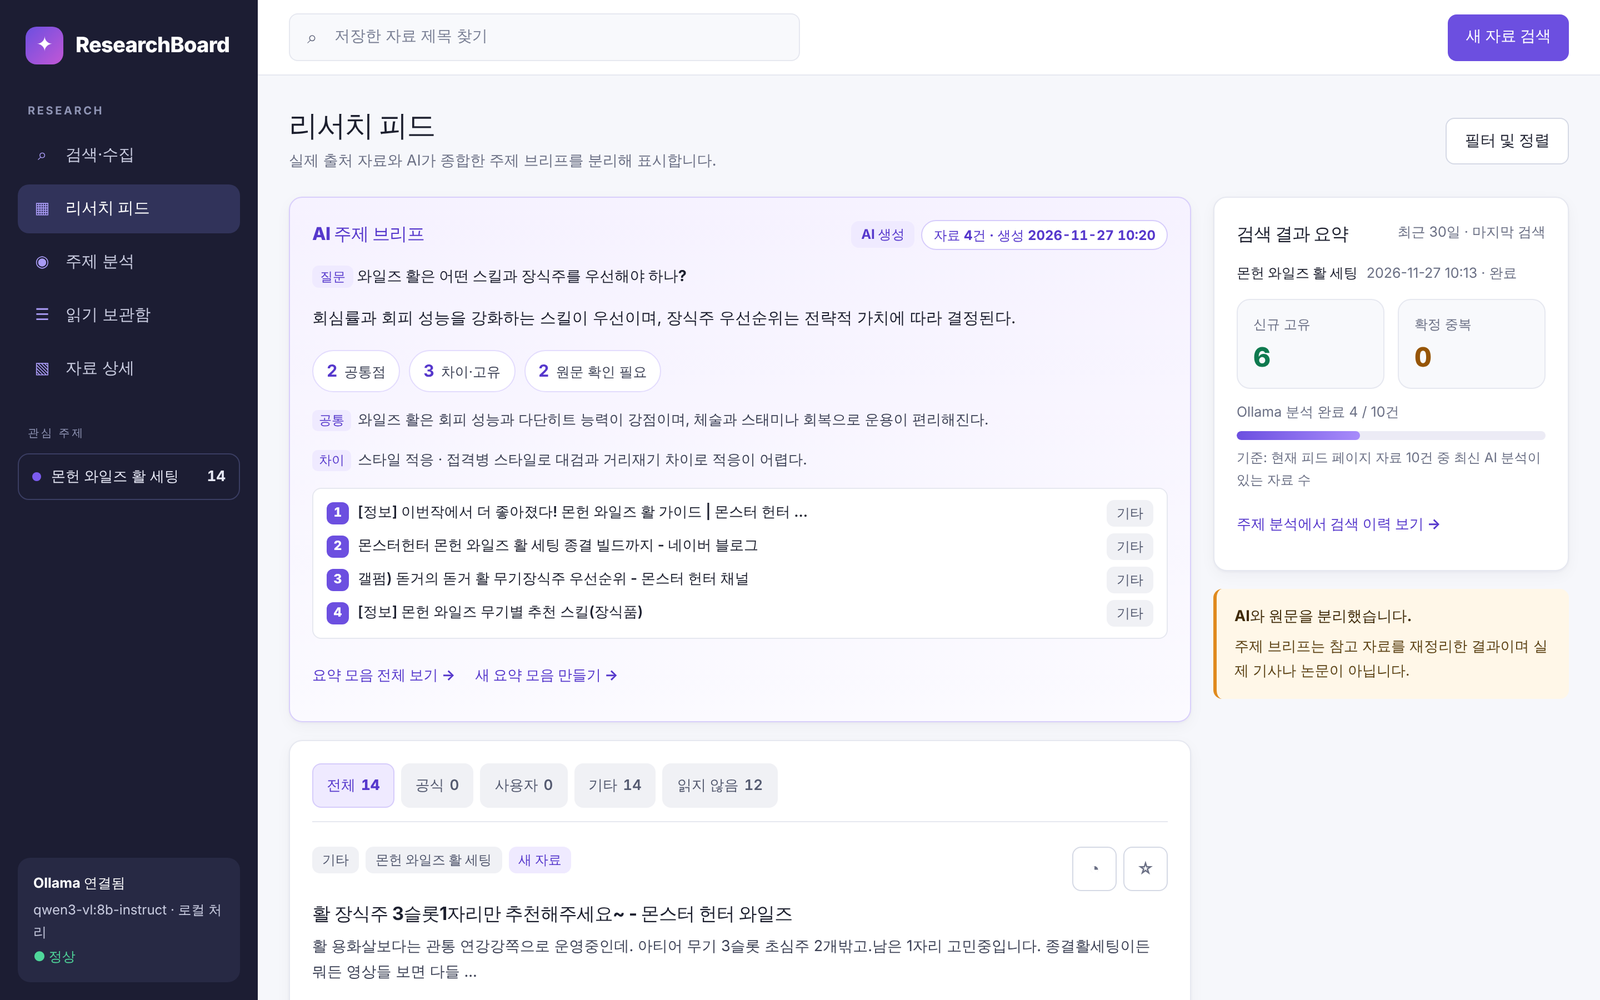 ResearchBoard
RESEARCH
검색·수집
리서치 피드
주제 분석
읽기 보관함
자료 상세
관심 주제
몬헌 와일즈 활 세팅 14
Ollama 연결됨
qwen3-vl:8b-instruct · 로컬 처
리
정상
저장한 자료 제목 찾기
새 자료 검색
리서치 피드
실제 출처 자료와 AI가 종합한 주제 브리프를 분리해 표시합니다.
필터 및 정렬
AI 주제 브리프
AI 생성
자료 4건 · 생성 2026-11-27 10:20
질문 와일즈 활은 어떤 스킬과 장식주를 우선해야 하나?
회심률과 회피 성능을 강화하는 스킬이 우선이며, 장식주 우선순위는 전략적 가치에 따라 결정된다.
2 공통점
3 차이·고유
2 원문 확인 필요
공통 와일즈 활은 회피 성능과 다단히트 능력이 강점이며, 체술과 스태미나 회복으로 운용이 편리해진다.
차이 스타일 적응 · 접격병 스타일로 대검과 거리재기 차이로 적응이 어렵다.
1 [정보] 이번작에서 더 좋아졌다! 몬헌 와일즈 활 가이드 | 몬스터 헌터 ... 기타
2 몬스터헌터 몬헌 와일즈 활 세팅 종결 빌드까지 - 네이버 블로그 기타
3 갤펌) 돋거의 돋거 활 무기장식주 우선순위 - 몬스터 헌터 채널 기타
4 [정보] 몬헌 와일즈 무기별 추천 스킬(장식품) 기타
요약 모음 전체 보기 →
새 요약 모음 만들기 →
전체 14
공식 0
사용자 0
기타 14
읽지 않음 12
기타
몬헌 와일즈 활 세팅
새 자료
활 장식주 3슬롯1자리만 추천해주세요~ - 몬스터 헌터 와일즈
활 용화살보다는 관통 연강강쪽으로 운영중인데. 아티어 무기 3슬롯 초심주 2개박고.남은 1자리 고민중입니다. 종결활세팅이든
뭐든 영상들 보면 다들 ...
검색 결과 요약
최근 30일 · 마지막 검색
몬헌 와일즈 활 세팅 2026-11-27 10:13 · 완료
신규 고유
6
확정 중복
0
Ollama 분석 완료 4 / 10건
기준: 현재 피드 페이지 자료 10건 중 최신 AI 분석이
있는 자료 수
주제 분석에서 검색 이력 보기 →
AI와 원문을 분리했습니다.
주제 브리프는 참고 자료를 재정리한 결과이며 실
제 기사나 논문이 아닙니다.